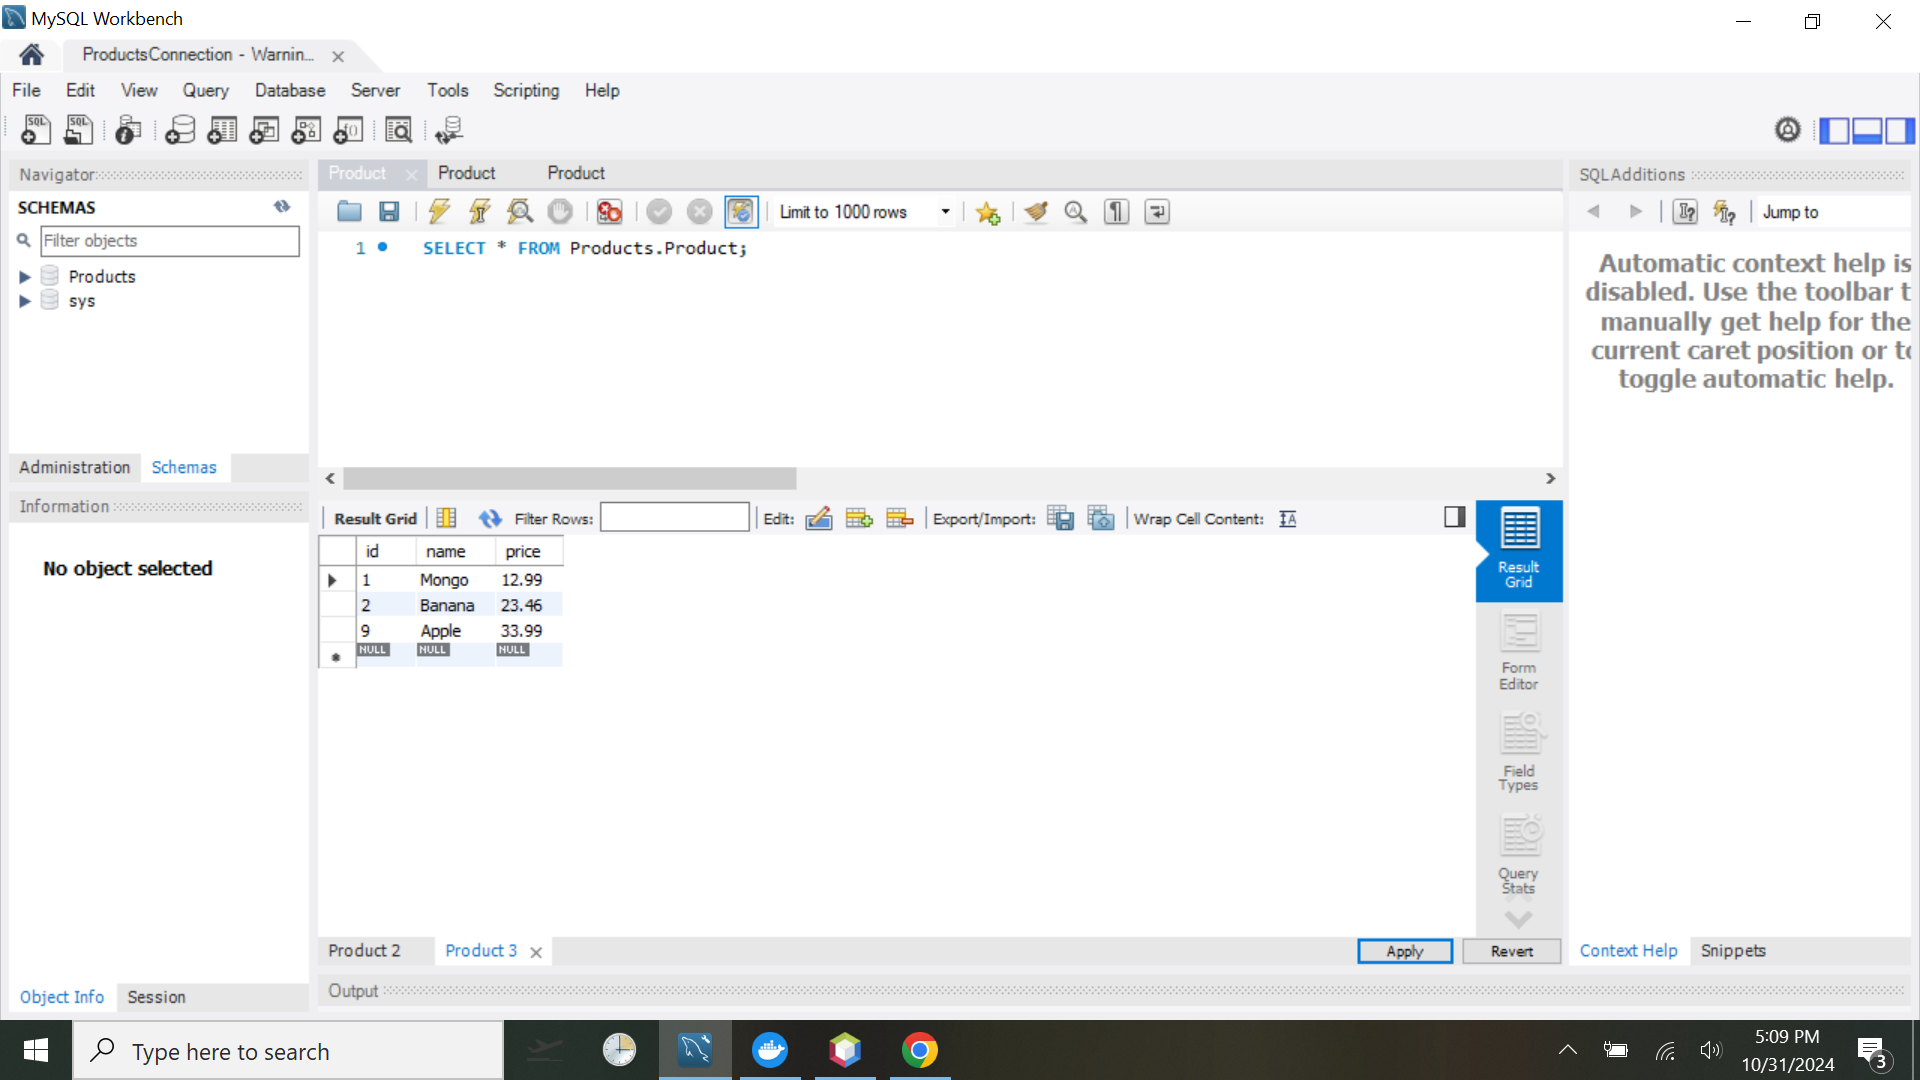 MySQL Workbench
ProductsConnection - Warnin...
File Edit View Query Database Server Tools Scripting Help
Navigator
SCHEMAS
Filter objects
Products
sys
Administration Schemas
Information
No object selected
Object Info Session
Product Product Product
Limit to 1000 rows
1 SELECT * FROM Products.Product;
Result Grid Filter Rows: Edit: Export/Import: Wrap Cell Content:
id name price
1 Mongo 12.99
2 Banana 23.46
9 Apple 33.99
NULL NULL NULL
Result
Grid
Form
Editor
Field
Types
Query
Stats
Product 2 Product 3 Apply Revert
Output
SQLAdditions
Jump to
Automatic context help is
disabled. Use the toolbar t
manually get help for the
current caret position or to
toggle automatic help.
Context Help Snippets
Type here to search
5:09 PM
10/31/2024
3